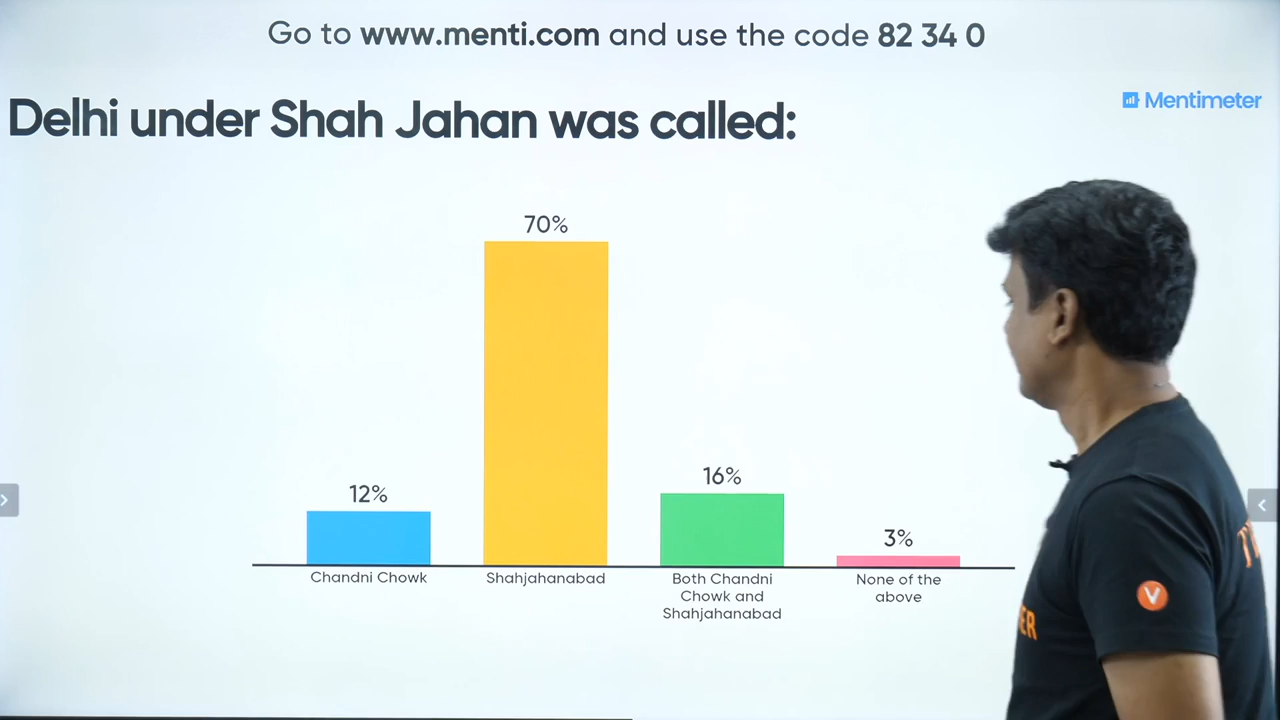 Go to www.menti.com and use the code 82 34 0
Mentimeter
Delhi under Shah Jahan was called:
70%
16%
12%
3%
Chandni Chowk
Shahjahanabad
Both Chandni
Chowk and
Shahjahanabad
None of the
above
V
ER